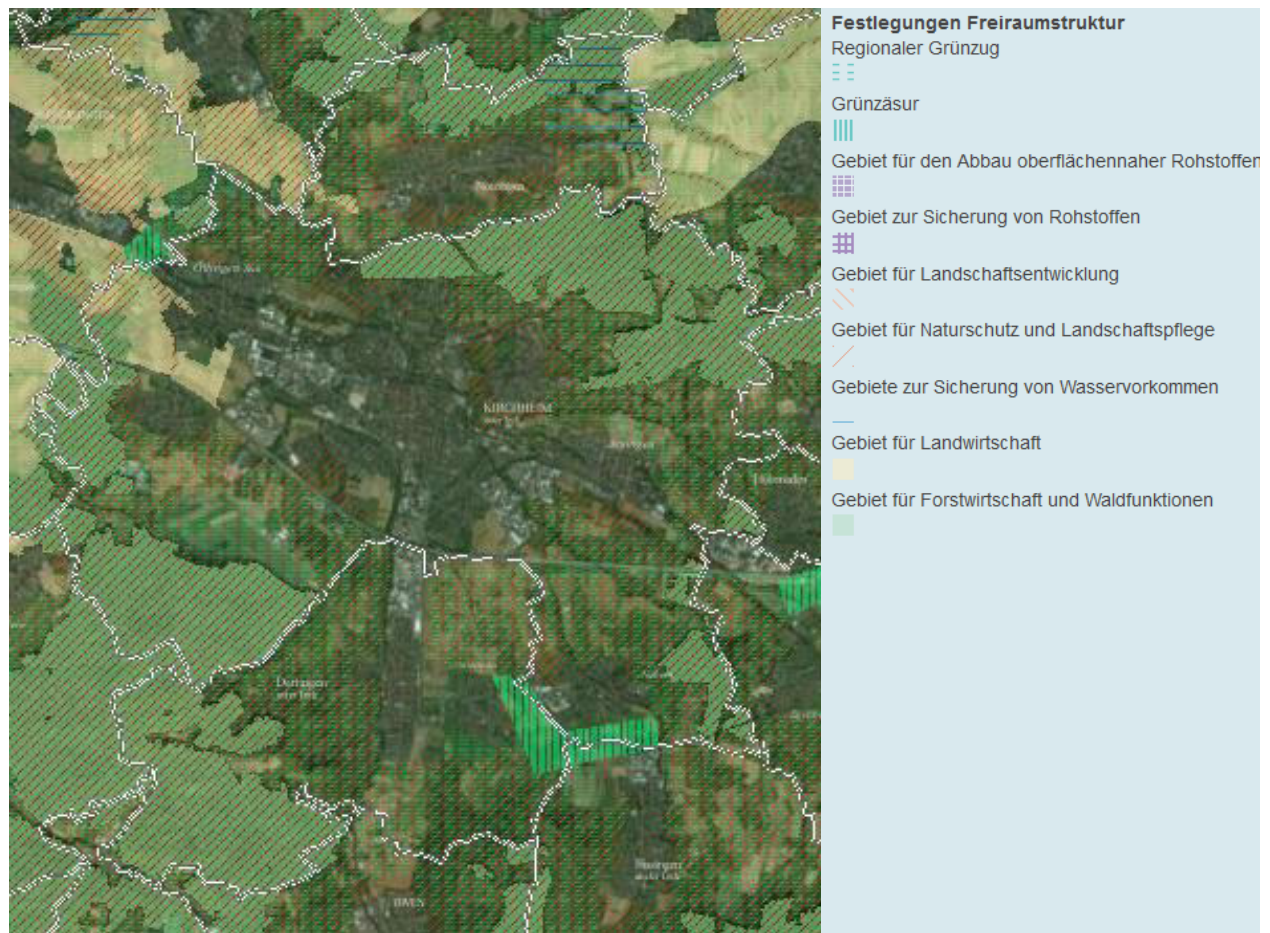 Festlegungen Freiraumstruktur
Regionaler Grünzug
Grünzäsur
Gebiet für den Abbau oberflächennaher Rohstoffen
Gebiet zur Sicherung von Rohstoffen
Gebiet für Landschaftsentwicklung
Gebiet für Naturschutz und Landschaftspflege
Gebiete zur Sicherung von Wasservorkommen
Gebiet für Landwirtschaft
Gebiet für Forstwirtschaft und Waldfunktionen
KIRCHHEIM
OWEN